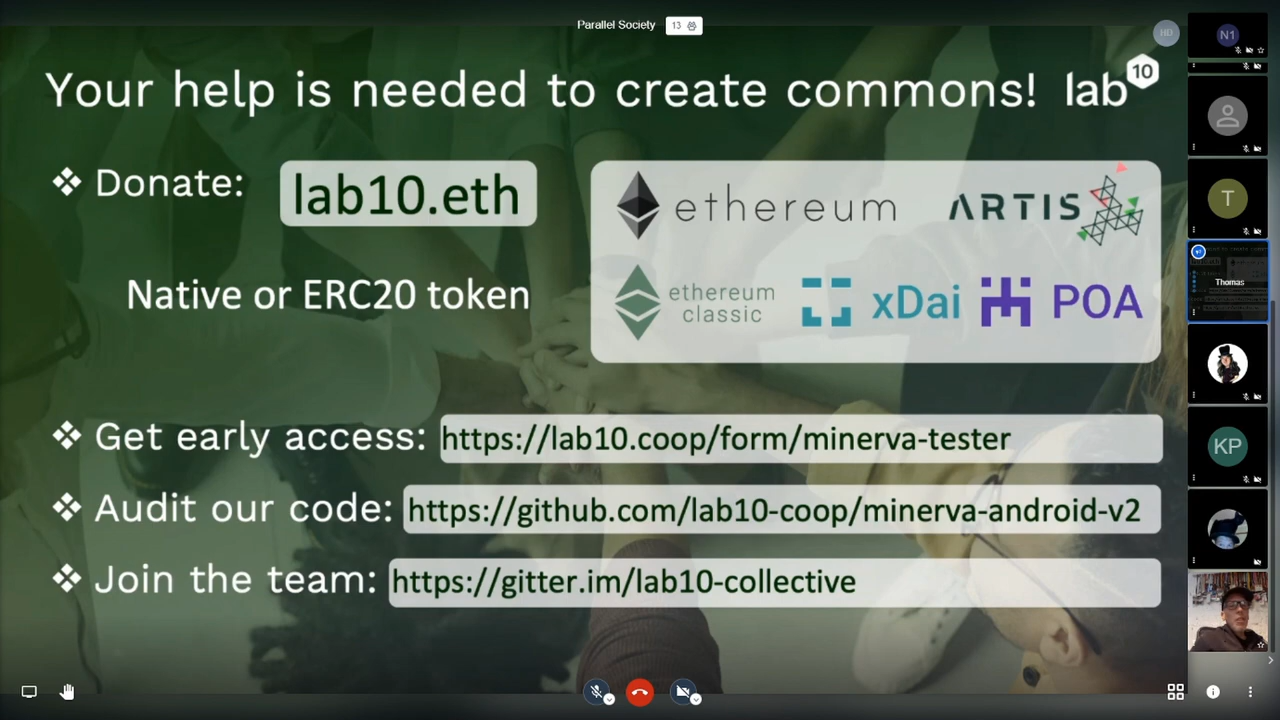 Parallel Society 13
HD
N1
Your help is needed to create commons! lab10
Donate: lab10.eth
ethereum ARTIS
Native or ERC20 token
ethereum classic xDai POA
T
Thomas
Get early access: https://lab10.coop/form/minerva-tester
KP
Audit our code: https://github.com/lab10-coop/minerva-android-v2
Join the team: https://gitter.im/lab10-collective